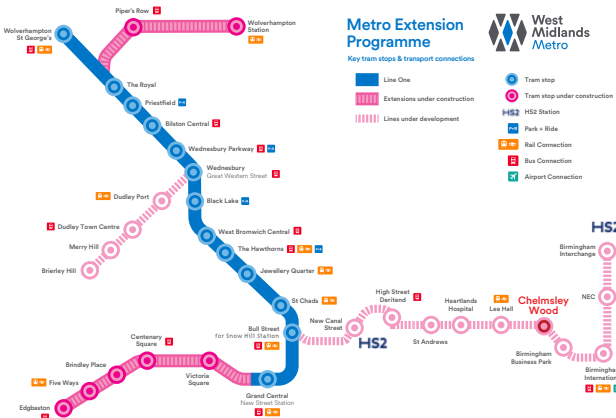 Metro Extension
Programme
Key tram stops & transport connections
West
Midlands
Metro
Line One
Extensions under construction
Lines under development
Tram stop
Tram stop under construction
HS2 HS2 Station
P+R Park + Ride
Rail Connection
Bus Connection
Airport Connection
Piper's Row
Wolverhampton
St George's
Wolverhampton
Station
The Royal
Priestfield
Bilston Central
Wednesbury Parkway
Wednesbury
Great Western Street
Dudley Port
Black Lake
Dudley Town Centre
West Bromwich Central
Merry Hill
The Hawthorns
Brierley Hill
Jewellery Quarter
St Chads
Bull Street
for Snow Hill Station
New Canal
Street
HS2
High Street
Deritend
St Andrews
Heartlands
Hospital
Lea Hall
Chelmsley
Wood
Birmingham
Business Park
HS2
Birmingham
Interchange
NEC
Birmingham
Internation
Centenary
Square
Brindley Place
Victoria
Square
Five Ways
Edgbaston
Grand Central
New Street Station